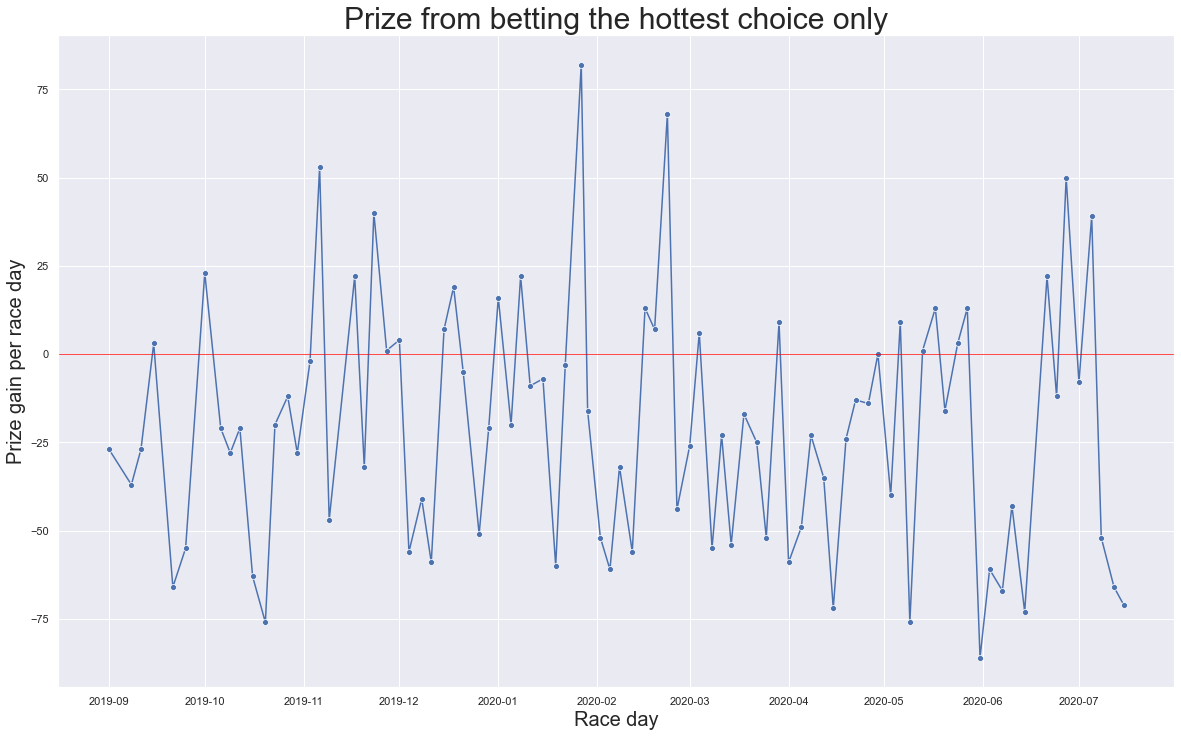 Prize from betting the hottest choice only
Prize gain per race day
75
50
25
0
−25
−50
−75
2019-09 2019-10 2019-11 2019-12 2020-01 2020-02 2020-03 2020-04 2020-05 2020-06 2020-07
Race day